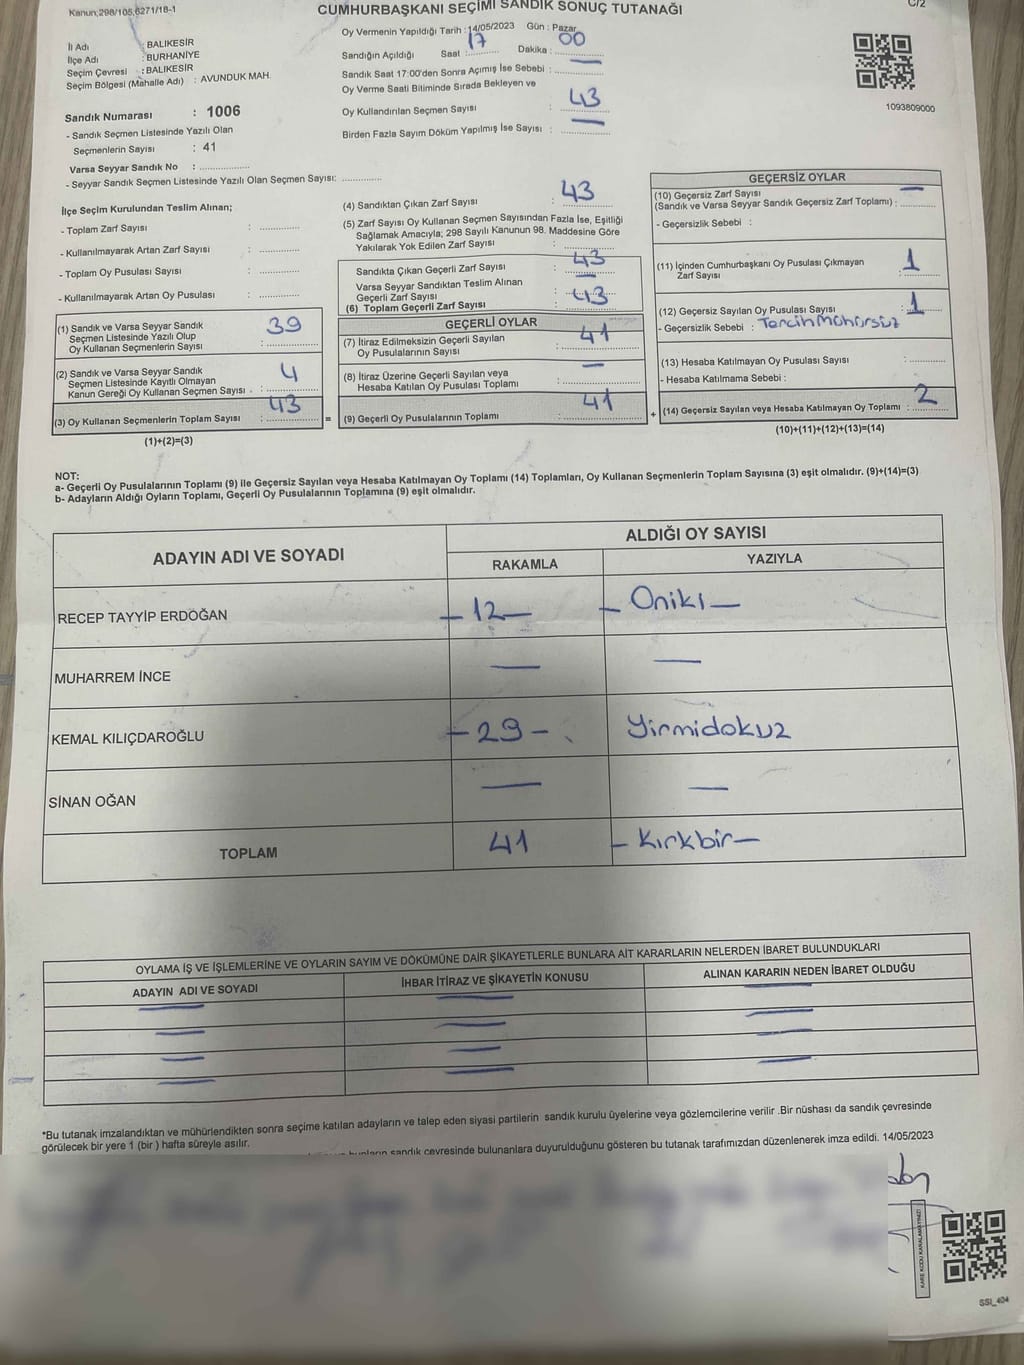 Kanun;298/105,6271/18-1
C/2
CUMHURBAŞKANI SEÇİMİ SANDIK SONUÇ TUTANAĞI
İl Adı : BALIKESİR
İlçe Adı : BURHANİYE
Seçim Çevresi : BALIKESİR
Seçim Bölgesi (Mahalle Adı) : AVUNDUK MAH.
Sandık Numarası : 1006
- Sandık Seçmen Listesinde Yazılı Olan
Seçmenlerin Sayısı : 41
Varsa Seyyar Sandık No : ...............
- Seyyar Sandık Seçmen Listesinde Yazılı Olan Seçmen Sayısı: ............
Oy Vermenin Yapıldığı Tarih : 14/05/2023 Gün : Pazar
Sandığın Açıldığı Saat : 17 Dakika : 00
Sandık Saat 17:00'den Sonra Açımış İse Sebebi : —
Oy Verme Saati Bitiminde Sırada Bekleyen ve
Oy Kullandırılan Seçmen Sayısı : 43
Birden Fazla Sayım Döküm Yapılmış İse Sayısı : —
1093809000
İlçe Seçim Kurulundan Teslim Alınan;
- Toplam Zarf Sayısı : ............
- Kullanılmayarak Artan Zarf Sayısı : ............
- Toplam Oy Pusulası Sayısı : ............
- Kullanılmayarak Artan Oy Pusulası : ............
(1) Sandık ve Varsa Seyyar Sandık
Seçmen Listesinde Yazılı Olup
Oy Kullanan Seçmenlerin Sayısı : 39
(2) Sandık ve Varsa Seyyar Sandık
Seçmen Listesinde Kayıtlı Olmayan
Kanun Gereği Oy Kullanan Seçmen Sayısı : 4
(3) Oy Kullanan Seçmenlerin Toplam Sayısı : 43
(1)+(2)=(3)
(4) Sandıktan Çıkan Zarf Sayısı : 43
(5) Zarf Sayısı Oy Kullanan Seçmen Sayısından Fazla İse, Eşitliği
Sağlamak Amacıyla; 298 Sayılı Kanunun 98. Maddesine Göre
Yakılarak Yok Edilen Zarf Sayısı : ............
Sandıkta Çıkan Geçerli Zarf Sayısı : 43
Varsa Seyyar Sandıktan Teslim Alınan
Geçerli Zarf Sayısı : —
(6) Toplam Geçerli Zarf Sayısı : 43
=
GEÇERLİ OYLAR
(7) İtiraz Edilmeksizin Geçerli Sayılan
Oy Pusulalarının Sayısı : 41
(8) İtiraz Üzerine Geçerli Sayılan veya
Hesaba Katılan Oy Pusulası Toplamı : —
(9) Geçerli Oy Pusulalarının Toplamı : 41
+
GEÇERSİZ OYLAR
(10) Geçersiz Zarf Sayısı
(Sandık ve Varsa Seyyar Sandık Geçersiz Zarf Toplamı) : —
- Geçersizlik Sebebi :
(11) İçinden Cumhurbaşkanı Oy Pusulası Çıkmayan
Zarf Sayısı : 1
(12) Geçersiz Sayılan Oy Pusulası Sayısı : 1
- Geçersizlik Sebebi : Tercih Mühürsüz
(13) Hesaba Katılmayan Oy Pusulası Sayısı : .........
- Hesaba Katılmama Sebebi :
(14) Geçersiz Sayılan veya Hesaba Katılmayan Oy Toplamı : 2
(10)+(11)+(12)+(13)=(14)
NOT:
a- Geçerli Oy Pusulalarının Toplamı (9) ile Geçersiz Sayılan veya Hesaba Katılmayan Oy Toplamı (14) Toplamları, Oy Kullanan Seçmenlerin Toplam Sayısına (3) eşit olmalıdır. (9)+(14)=(3)
b- Adayların Aldığı Oyların Toplamı, Geçerli Oy Pusulalarının Toplamına (9) eşit olmalıdır.
ADAYIN ADI VE SOYADI ALDIĞI OY SAYISI
RAKAMLA YAZIYLA
RECEP TAYYİP ERDOĞAN — 12 — — Oniki —
MUHARREM İNCE — —
KEMAL KILIÇDAROĞLU — 29 — Yirmidokuz
SİNAN OĞAN — —
TOPLAM 41 — Kırkbir —
OYLAMA İŞ VE İŞLEMLERİNE VE OYLARIN SAYIM VE DÖKÜMÜNE DAİR ŞİKAYETLERLE BUNLARA AİT KARARLARIN NELERDEN İBARET BULUNDUKLARI
ADAYIN ADI VE SOYADI İHBAR İTİRAZ VE ŞİKAYETİN KONUSU ALINAN KARARIN NEDEN İBARET OLDUĞU
— — —
— — —
— — —
— —
*Bu tutanak imzalandıktan ve mühürlendikten sonra seçime katılan adayların ve talep eden siyasi partilerin sandık kurulu üyelerine veya gözlemcilerine verilir .Bir nüshası da sandık çevresinde
görülecek bir yere 1 (bir ) hafta süreyle asılır.
sandık çevresinde bulunanlara duyurulduğunu gösteren bu tutanak tarafımızdan düzenlenerek imza edildi. 14/05/2023
KARE KODU KARALAMAYINIZ!
SSI_404